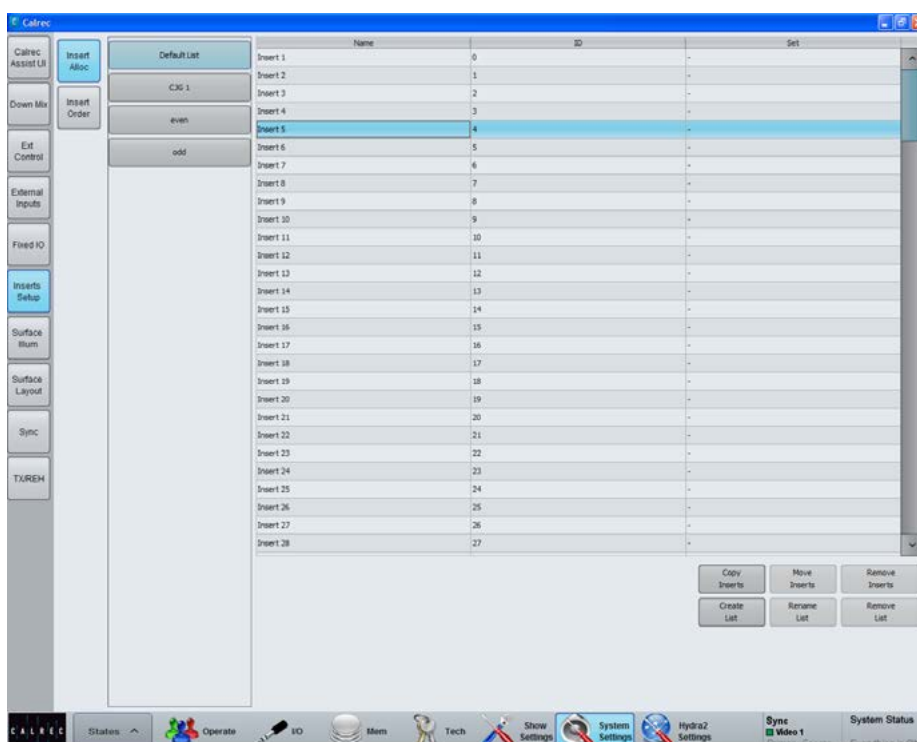 Calrec
Calrec
Assist UI
Down Mix
Ext
Control
External
Inputs
Fixed IO
Inserts
Setup
Surface
Illum
Surface
Layout
Sync
TX/REH
Insert
Alloc
Insert
Order
Default List
CJG 1
even
odd
Name ID Set
Insert 1 0 -
Insert 2 1 -
Insert 3 2 -
Insert 4 3 -
Insert 5 4 -
Insert 6 5 -
Insert 7 6 -
Insert 8 7 -
Insert 9 8 -
Insert 10 9 -
Insert 11 10 -
Insert 12 11 -
Insert 13 12 -
Insert 14 13 -
Insert 15 14 -
Insert 16 15 -
Insert 17 16 -
Insert 18 17 -
Insert 19 18 -
Insert 20 19 -
Insert 21 20 -
Insert 22 21 -
Insert 23 22 -
Insert 24 23 -
Insert 25 24 -
Insert 26 25 -
Insert 27 26 -
Insert 28 27 -
Copy
Inserts
Move
Inserts
Remove
Inserts
Create
List
Rename
List
Remove
List
CALREC
States
Operate
I/O
Mem
Tech
Show
Settings
System
Settings
Hydra2
Settings
Sync
Video 1
System Status